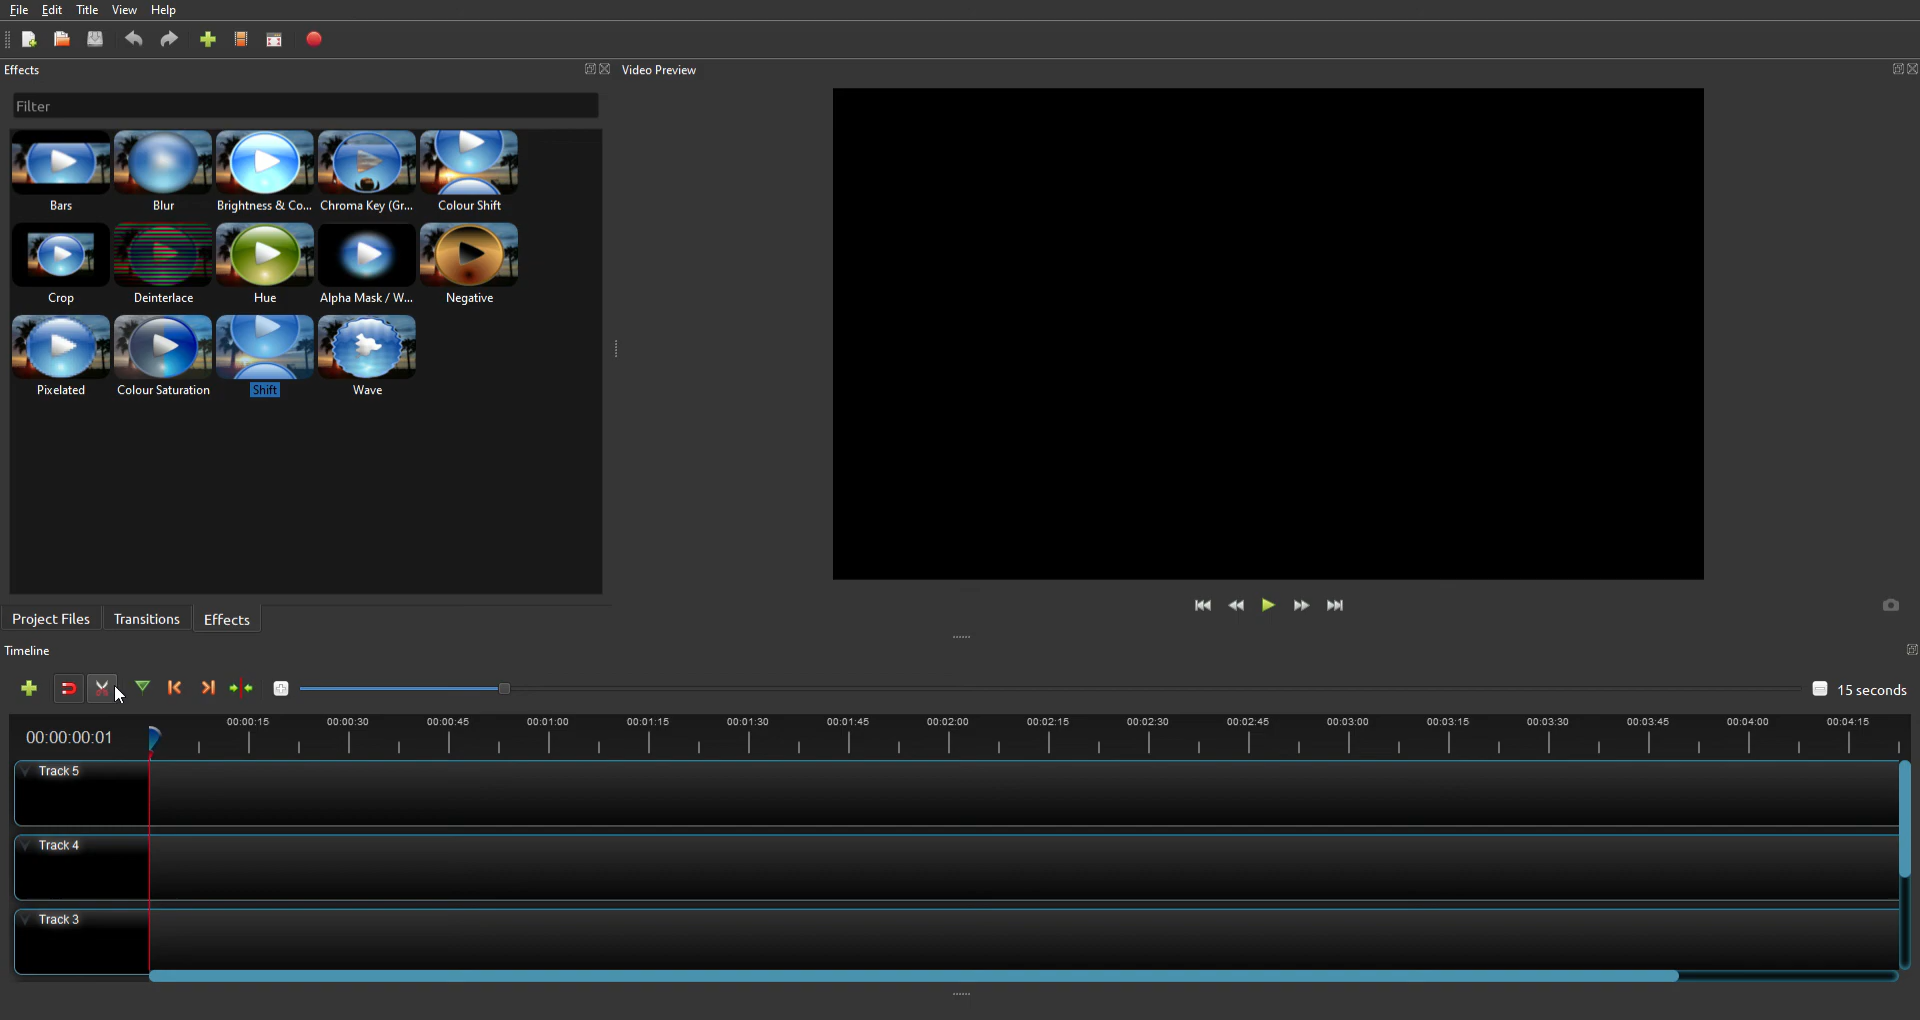 File Edit Title View Help
Effects
Video Preview
Filter
Bars Blur Brightness & Co... Chroma Key (Gr... Colour Shift
Crop Deinterlace Hue Alpha Mask / W... Negative
Pixelated Colour Saturation Shift Wave
Project Files Transitions Effects
Timeline
15 seconds
00:00:15 00:00:30 00:00:45 00:01:00 00:01:15 00:01:30 00:01:45 00:02:00 00:02:15 00:02:30 00:02:45 00:03:00 00:03:15 00:03:30 00:03:45 00:04:00 00:04:15
00:00:00:01
Track 5
Track 4
Track 3